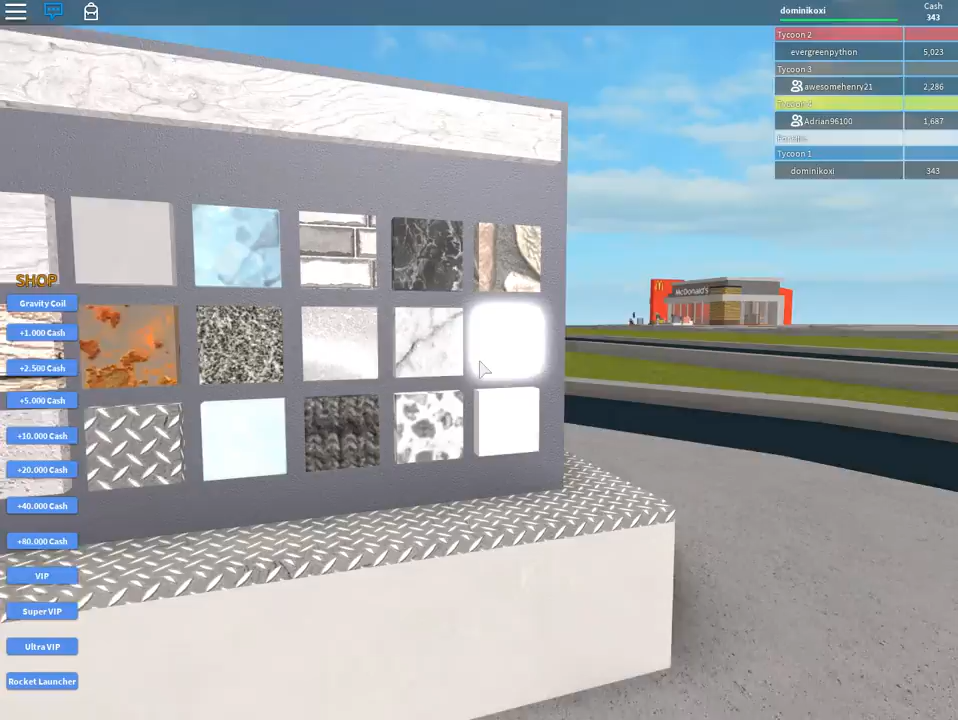 dominikoxi
Cash
343
Tycoon 2
evergreenpython 5,023
Tycoon 3
awesomehenry21 2,286
Tycoon 4
Adrian96100 1,687
Tycoon 1
dominikoxi 343
McDonald's
SHOP
Gravity Coil
+1.000 Cash
+2.500 Cash
+5.000 Cash
+10.000 Cash
+20.000 Cash
+40.000 Cash
+80.000 Cash
VIP
Super VIP
Ultra VIP
Rocket Launcher